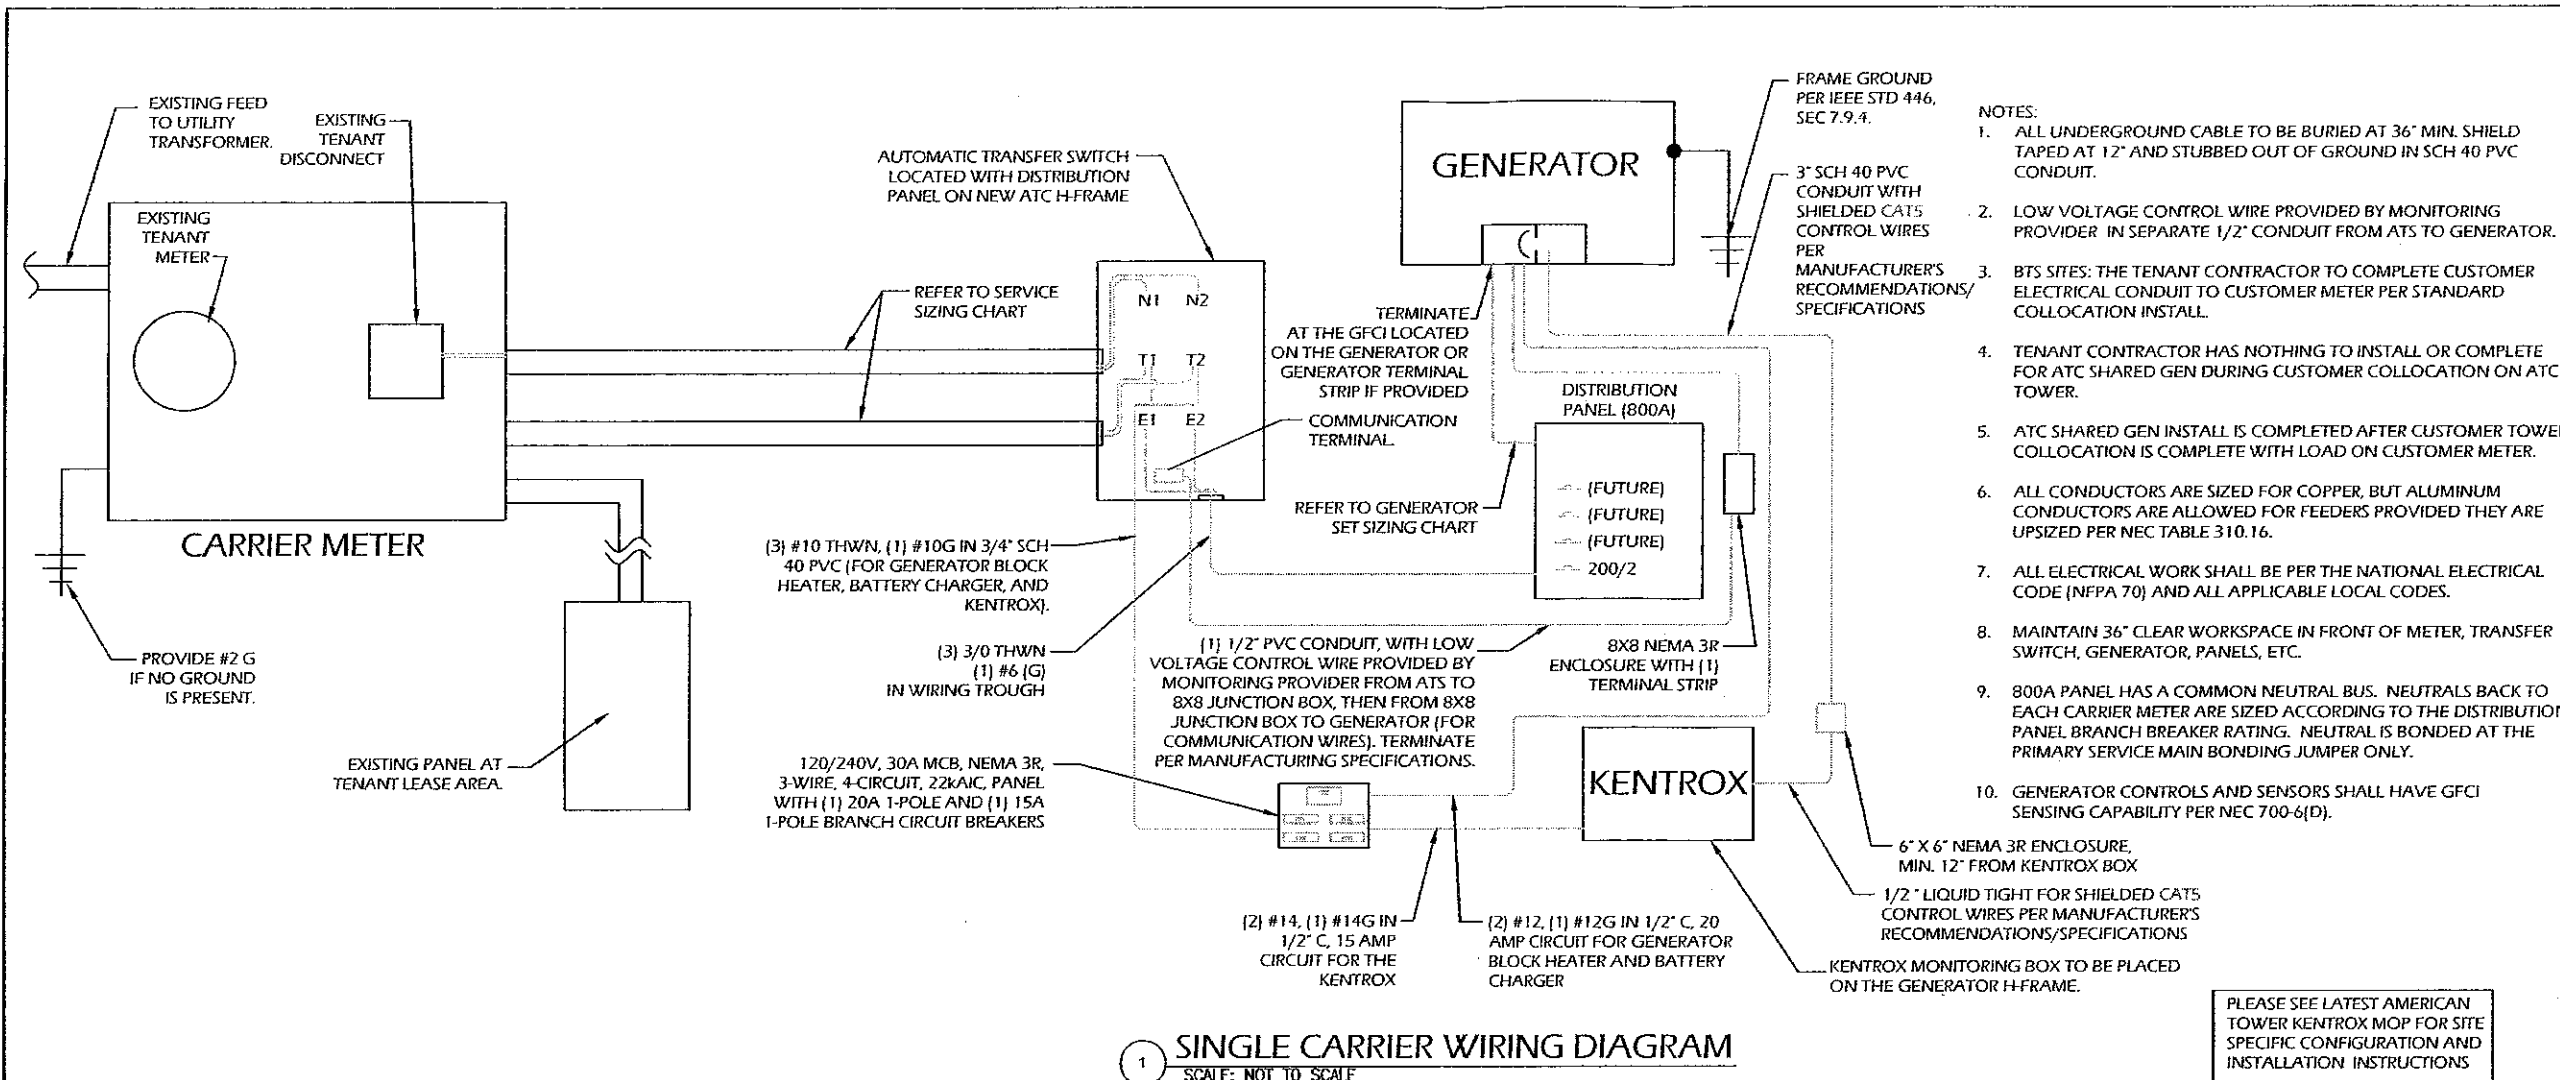 EXISTING FEED
TO UTILITY
TRANSFORMER.
EXISTING
TENANT
DISCONNECT
EXISTING
TENANT
METER
CARRIER METER
PROVIDE #2 G
IF NO GROUND
IS PRESENT.
EXISTING PANEL AT
TENANT LEASE AREA.
REFER TO SERVICE
SIZING CHART
AUTOMATIC TRANSFER SWITCH
LOCATED WITH DISTRIBUTION
PANEL ON NEW ATC H-FRAME
N1 N2
T1 T2
E1 E2
COMMUNICATION
TERMINAL
GENERATOR
TERMINATE
AT THE GFCI LOCATED
ON THE GENERATOR OR
GENERATOR TERMINAL
STRIP IF PROVIDED
FRAME GROUND
PER IEEE STD 446,
SEC 7.9.4.
3" SCH 40 PVC
CONDUIT WITH
SHIELDED CAT5
CONTROL WIRES
PER
MANUFACTURER'S
RECOMMENDATIONS/
SPECIFICATIONS
DISTRIBUTION
PANEL (800A)
(FUTURE)
(FUTURE)
(FUTURE)
200/2
REFER TO GENERATOR
SET SIZING CHART
(3) #10 THWN, (1) #10G IN 3/4" SCH
40 PVC (FOR GENERATOR BLOCK
HEATER, BATTERY CHARGER, AND
KENTROX).
(3) 3/0 THWN
(1) #6 (G)
IN WIRING TROUGH
(1) 1/2" PVC CONDUIT, WITH LOW
VOLTAGE CONTROL WIRE PROVIDED BY
MONITORING PROVIDER FROM ATS TO
8X8 JUNCTION BOX, THEN FROM 8X8
JUNCTION BOX TO GENERATOR (FOR
COMMUNICATION WIRES). TERMINATE
PER MANUFACTURING SPECIFICATIONS.
8X8 NEMA 3R
ENCLOSURE WITH (1)
TERMINAL STRIP
120/240V, 30A MCB, NEMA 3R,
3-WIRE, 4-CIRCUIT, 22kAIC, PANEL
WITH (1) 20A 1-POLE AND (1) 15A
1-POLE BRANCH CIRCUIT BREAKERS
KENTROX
(2) #14, (1) #14G IN
1/2" C, 15 AMP
CIRCUIT FOR THE
KENTROX
(2) #12, (1) #12G IN 1/2" C, 20
AMP CIRCUIT FOR GENERATOR
BLOCK HEATER AND BATTERY
CHARGER
6" X 6" NEMA 3R ENCLOSURE,
MIN. 12" FROM KENTROX BOX
1/2 " LIQUID TIGHT FOR SHIELDED CAT5
CONTROL WIRES PER MANUFACTURER'S
RECOMMENDATIONS/SPECIFICATIONS
KENTROX MONITORING BOX TO BE PLACED
ON THE GENERATOR H-FRAME.
NOTES:
1. ALL UNDERGROUND CABLE TO BE BURIED AT 36" MIN. SHIELD
TAPED AT 12" AND STUBBED OUT OF GROUND IN SCH 40 PVC
CONDUIT.
2. LOW VOLTAGE CONTROL WIRE PROVIDED BY MONITORING
PROVIDER IN SEPARATE 1/2" CONDUIT FROM ATS TO GENERATOR.
3. BTS SITES: THE TENANT CONTRACTOR TO COMPLETE CUSTOMER
ELECTRICAL CONDUIT TO CUSTOMER METER PER STANDARD
COLLOCATION INSTALL.
4. TENANT CONTRACTOR HAS NOTHING TO INSTALL OR COMPLETE
FOR ATC SHARED GEN DURING CUSTOMER COLLOCATION ON ATC
TOWER.
5. ATC SHARED GEN INSTALL IS COMPLETED AFTER CUSTOMER TOWE
COLLOCATION IS COMPLETE WITH LOAD ON CUSTOMER METER.
6. ALL CONDUCTORS ARE SIZED FOR COPPER, BUT ALUMINUM
CONDUCTORS ARE ALLOWED FOR FEEDERS PROVIDED THEY ARE
UPSIZED PER NEC TABLE 310.16.
7. ALL ELECTRICAL WORK SHALL BE PER THE NATIONAL ELECTRICAL
CODE (NFPA 70) AND ALL APPLICABLE LOCAL CODES.
8. MAINTAIN 36" CLEAR WORKSPACE IN FRONT OF METER, TRANSFER
SWITCH, GENERATOR, PANELS, ETC.
9. 800A PANEL HAS A COMMON NEUTRAL BUS. NEUTRALS BACK TO
EACH CARRIER METER ARE SIZED ACCORDING TO THE DISTRIBUTION
PANEL BRANCH BREAKER RATING. NEUTRAL IS BONDED AT THE
PRIMARY SERVICE MAIN BONDING JUMPER ONLY.
10. GENERATOR CONTROLS AND SENSORS SHALL HAVE GFCI
SENSING CAPABILITY PER NEC 700-6(D).
PLEASE SEE LATEST AMERICAN
TOWER KENTROX MOP FOR SITE
SPECIFIC CONFIGURATION AND
INSTALLATION INSTRUCTIONS
1 SINGLE CARRIER WIRING DIAGRAM
SCALE: NOT TO SCALE